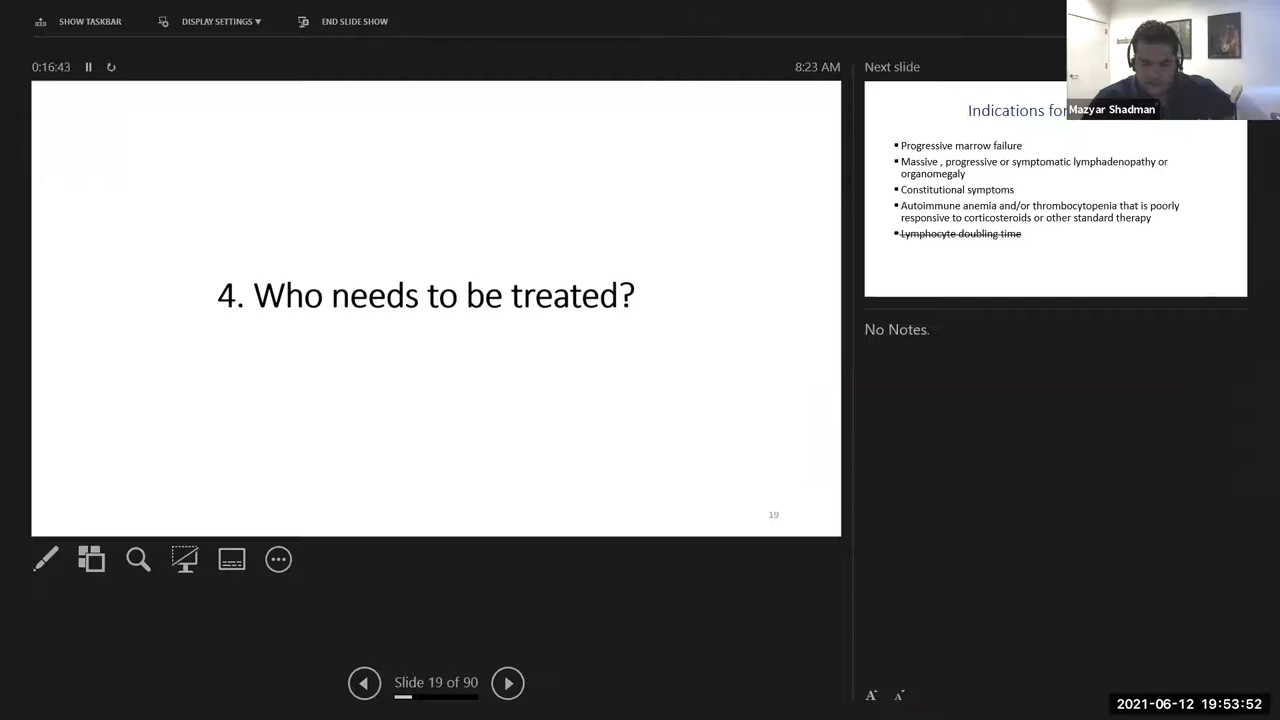 SHOW TASKBAR
DISPLAY SETTINGS ▾
END SLIDE SHOW
0:16:43
8:23 AM
4. Who needs to be treated?
19
Slide 19 of 90
Next slide
Indications for
▪ Progressive marrow failure
▪ Massive , progressive or symptomatic lymphadenopathy or
organomegaly
▪ Constitutional symptoms
▪ Autoimmune anemia and/or thrombocytopenia that is poorly
responsive to corticosteroids or other standard therapy
▪ Lymphocyte doubling time
No Notes.
Mazyar Shadman
A A
2021-06-12 19:53:52